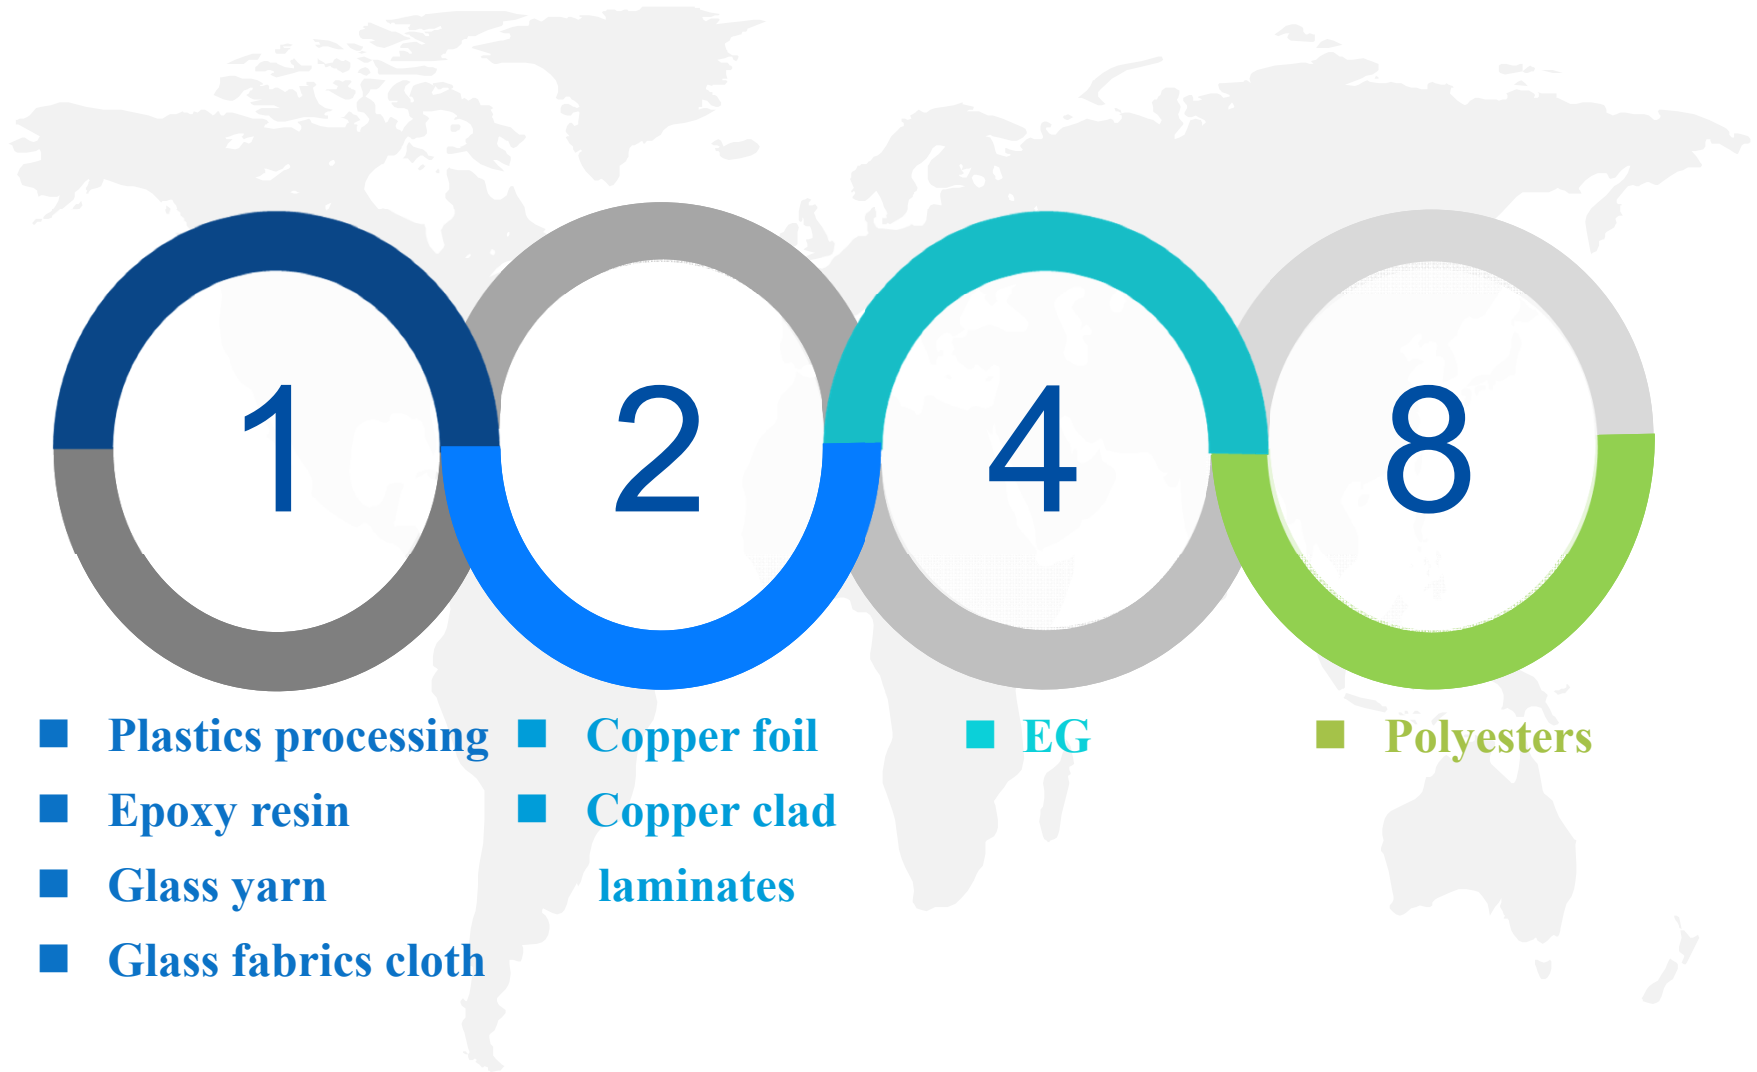 1
2
4
8
Plastics processing
Epoxy resin
Glass yarn
Glass fabrics cloth
Copper foil
Copper clad
laminates
EG
Polyesters